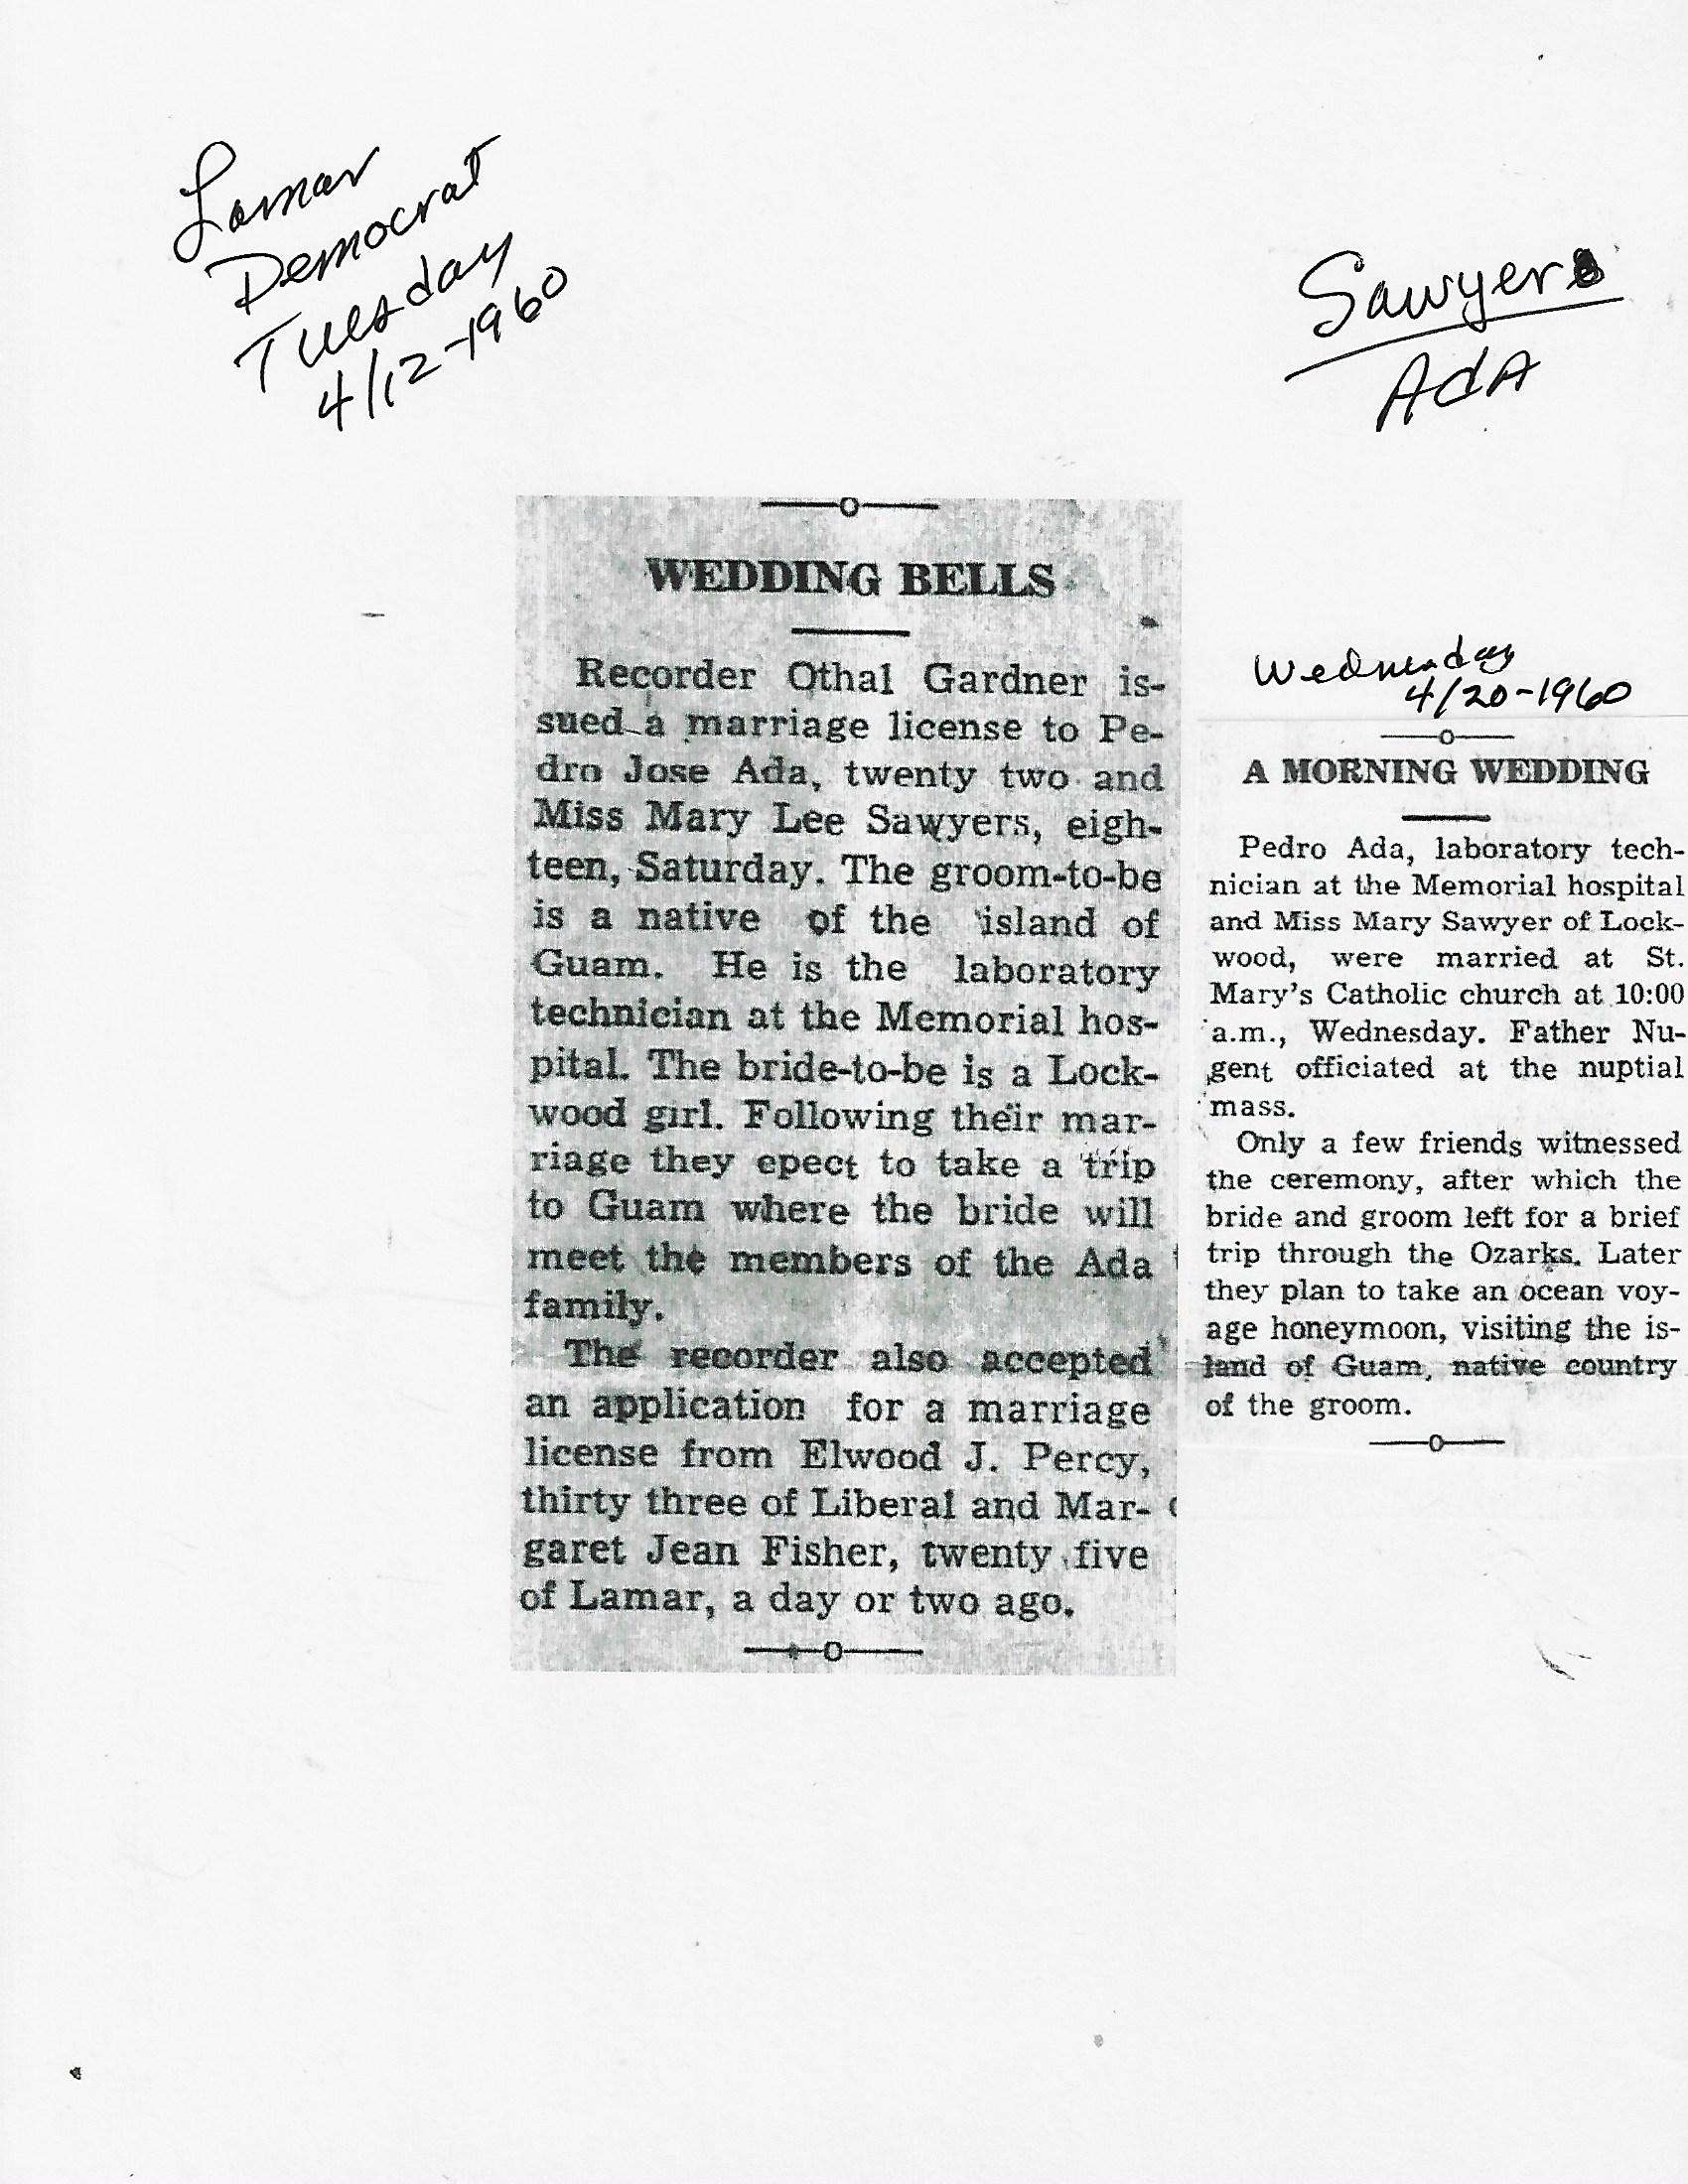 Lamar
Democrat
Tuesday
4/12-1960
Sawyers
AdA
WEDDING BELLS
Recorder Othal Gardner is-
sued a marriage license to Pe-
dro Jose Ada, twenty two and
Miss Mary Lee Sawyers, eigh-
teen, Saturday. The groom-to-be
is a native of the island of
Guam. He is the laboratory
technician at the Memorial hos-
pital. The bride-to-be is a Lock-
wood girl. Following their mar-
riage they epect to take a trip
to Guam where the bride will
meet the members of the Ada
family.
The recorder also accepted
an application for a marriage
license from Elwood J. Percy,
thirty three of Liberal and Mar-
garet Jean Fisher, twenty five
of Lamar, a day or two ago.
Wednesday
4/20-1960
A MORNING WEDDING
Pedro Ada, laboratory tech-
nician at the Memorial hospital
and Miss Mary Sawyer of Lock-
wood, were married at St.
Mary's Catholic church at 10:00
a.m., Wednesday. Father Nu-
gent officiated at the nuptial
mass.
Only a few friends witnessed
the ceremony, after which the
bride and groom left for a brief
trip through the Ozarks. Later
they plan to take an ocean voy-
age honeymoon, visiting the is-
land of Guam, native country
of the groom.